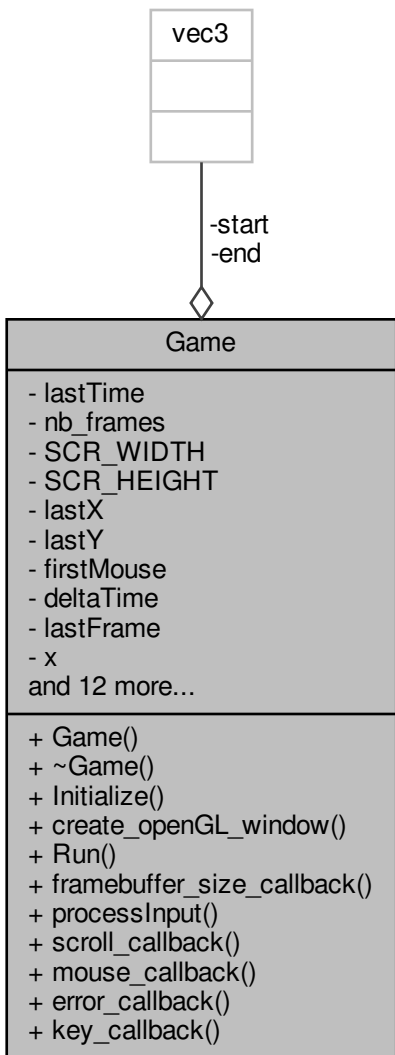 vec3
-start
-end
Game
- lastTime
- nb_frames
- SCR_WIDTH
- SCR_HEIGHT
- lastX
- lastY
- firstMouse
- deltaTime
- lastFrame
- x
and 12 more...
+ Game()
+ ~Game()
+ Initialize()
+ create_openGL_window()
+ Run()
+ framebuffer_size_callback()
+ processInput()
+ scroll_callback()
+ mouse_callback()
+ error_callback()
+ key_callback()